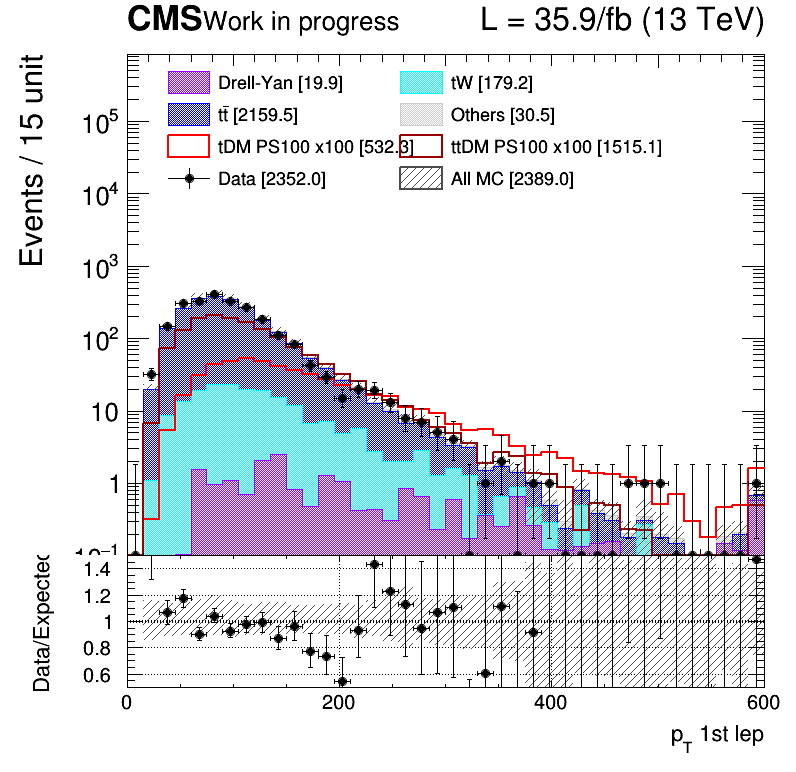 CMS Work in progress L = 35.9/fb (13 TeV)
Events / 15 unit
Drell-Yan [19.9] tW [179.2]
tt̄ [2159.5] Others [30.5]
tDM PS100 x100 [532.3] ttDM PS100 x100 [1515.1]
Data [2352.0] All MC [2389.0]
10⁵
10⁴
10³
10²
10
1
10⁻¹
Data/Expected
1.4
1.2
1
0.8
0.6
0 200 400 600
p_T 1st lep